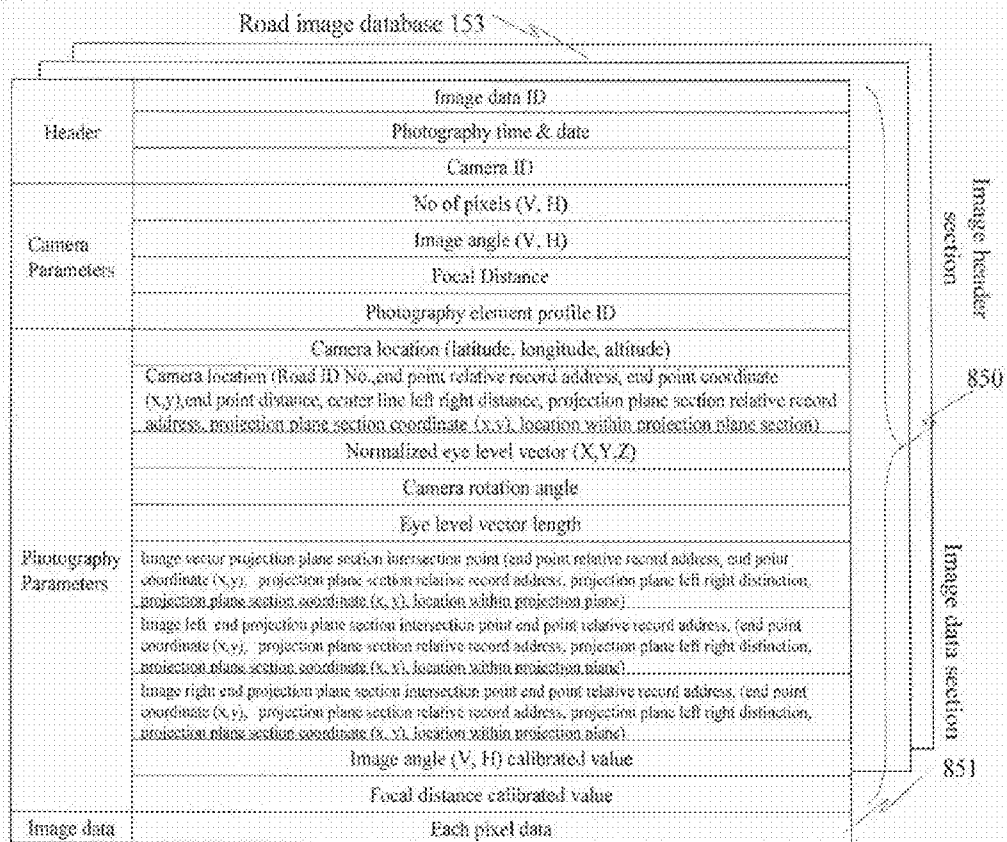 Road image database 153
Header
Image data ID
Photography time & date
Camera ID
Camera
Parameters
No of pixels (V, H)
Image angle (V, H)
Focal Distance
Photography element profile ID
Photography
Parameters
Camera location (latitude, longitude, altitude)
Camera location (Road ID No.,end point relative record address, end point coordinate
(x,y),end point distance, center line left right distance, projection plane section relative record
address, projection plane section coordinate (x,y), location within projection plane section)
Normalized eye level vector (X,Y,Z)
Camera rotation angle
Eye level vector length
Image vector projection plane section intersection point (end point relative record address, end point
coordinate (x,y), projection plane section relative record address, projection plane left right distinction,
projection plane section coordinate (x, y), location within projection plane)
Image left end projection plane section intersection point end point relative record address, (end point
coordinate (x,y), projection plane section relative record address, projection plane left right distinction,
projection plane section coordinate (x, y), location within projection plane)
Image right end projection plane section intersection point end point relative record address, (end point
coordinate (x,y), projection plane section relative record address, projection plane left right distinction,
projection plane section coordinate (x, y), location within projection plane)
Image angle (V, H) calibrated value
Focal distance calibrated value
Image data
Each pixel data
Image header
section
850
Image data section
851